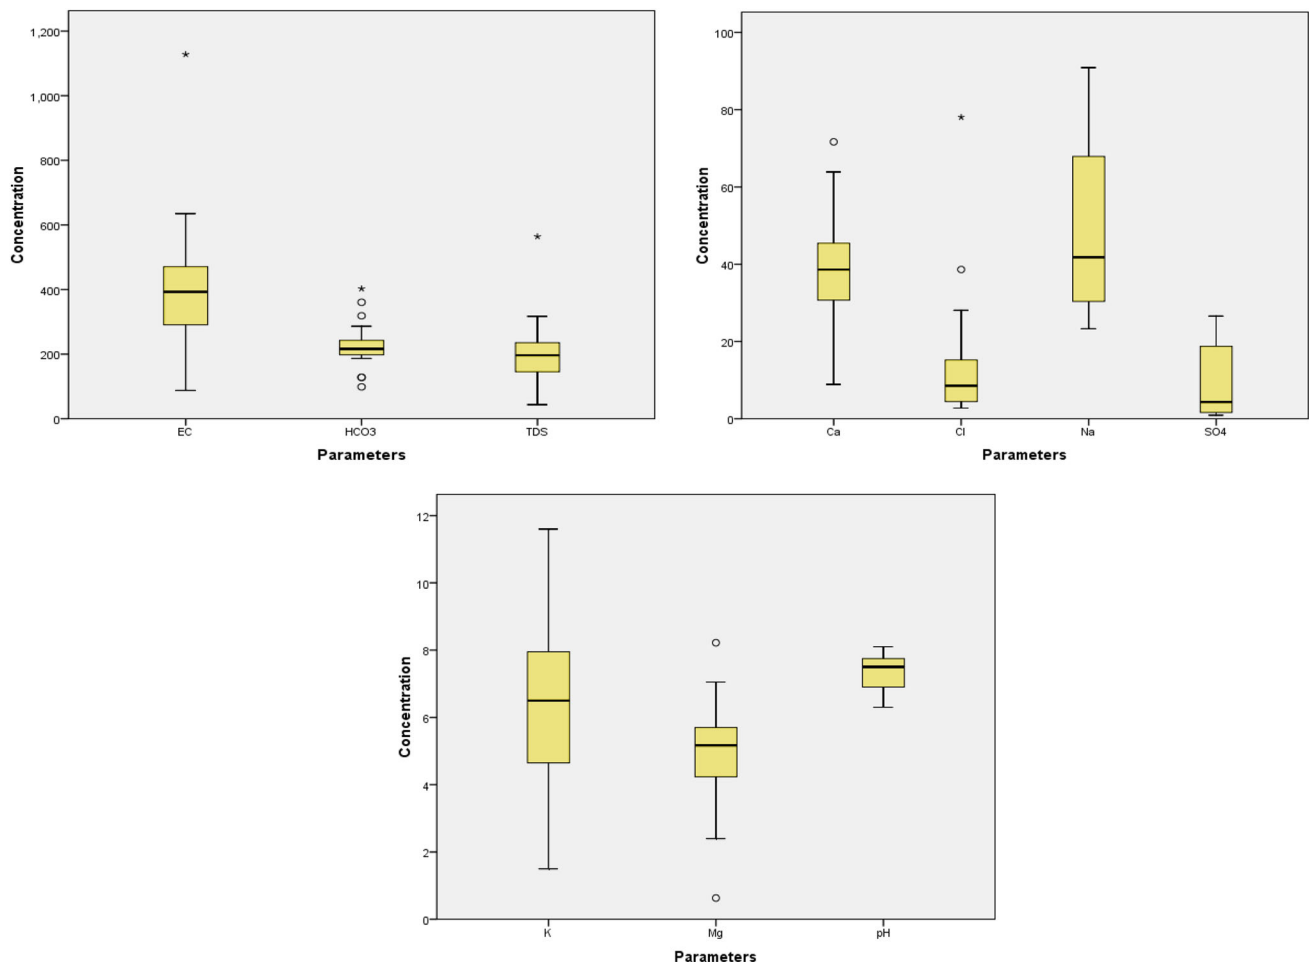 1,200
1,000
800
600
400
200
0
Concentration
EC HCO3 TDS
Parameters
100
80
60
40
20
0
Concentration
Ca Cl Na SO4
Parameters
12
10
8
6
4
2
0
Concentration
K Mg pH
Parameters